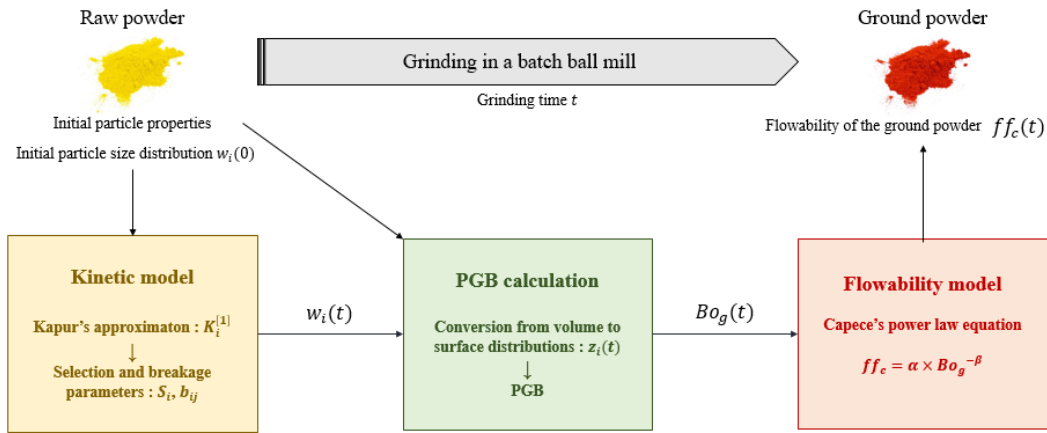 Raw powder
Ground powder
Grinding in a batch ball mill
Grinding time t
Initial particle properties
Initial particle size distribution w_i(0)
Flowability of the ground powder ff_c(t)
Kinetic model
Kapur's approximaton : K_i^[1]
↓
Selection and breakage
parameters : S_i, b_ij
w_i(t)
PGB calculation
Conversion from volume to
surface distributions : z_i(t)
↓
PGB
Bo_g(t)
Flowability model
Capece's power law equation
ff_c = α × Bo_g^-β